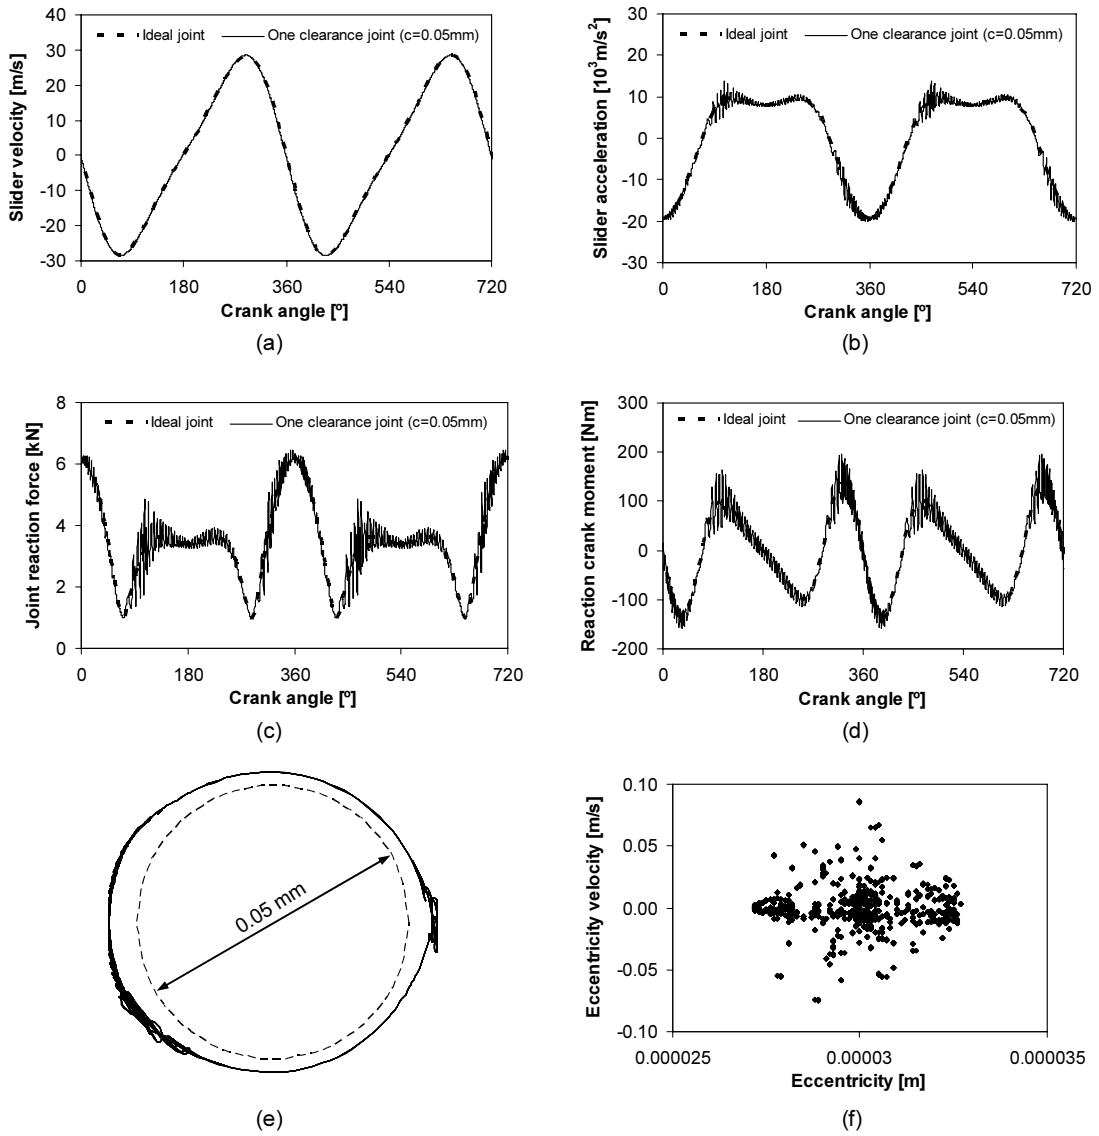 Slider velocity [m/s]
40
30
20
10
0
-10
-20
-30
Ideal joint
One clearance joint (c=0.05mm)
0 180 360 540 720
Crank angle [º]
(a)
Slider acceleration [10³m/s²]
30
20
10
0
-10
-20
-30
Ideal joint
One clearance joint (c=0.05mm)
0 180 360 540 720
Crank angle [º]
(b)
Joint reaction force [kN]
8
6
4
2
0
Ideal joint
One clearance joint (c=0.05mm)
0 180 360 540 720
Crank angle [º]
(c)
Reaction crank moment [Nm]
300
200
100
0
-100
-200
Ideal joint
One clearance joint (c=0.05mm)
0 180 360 540 720
Crank angle [º]
(d)
0.05 mm
(e)
Eccentricity velocity [m/s]
0.10
0.05
0.00
-0.05
-0.10
0.000025 0.00003 0.000035
Eccentricity [m]
(f)